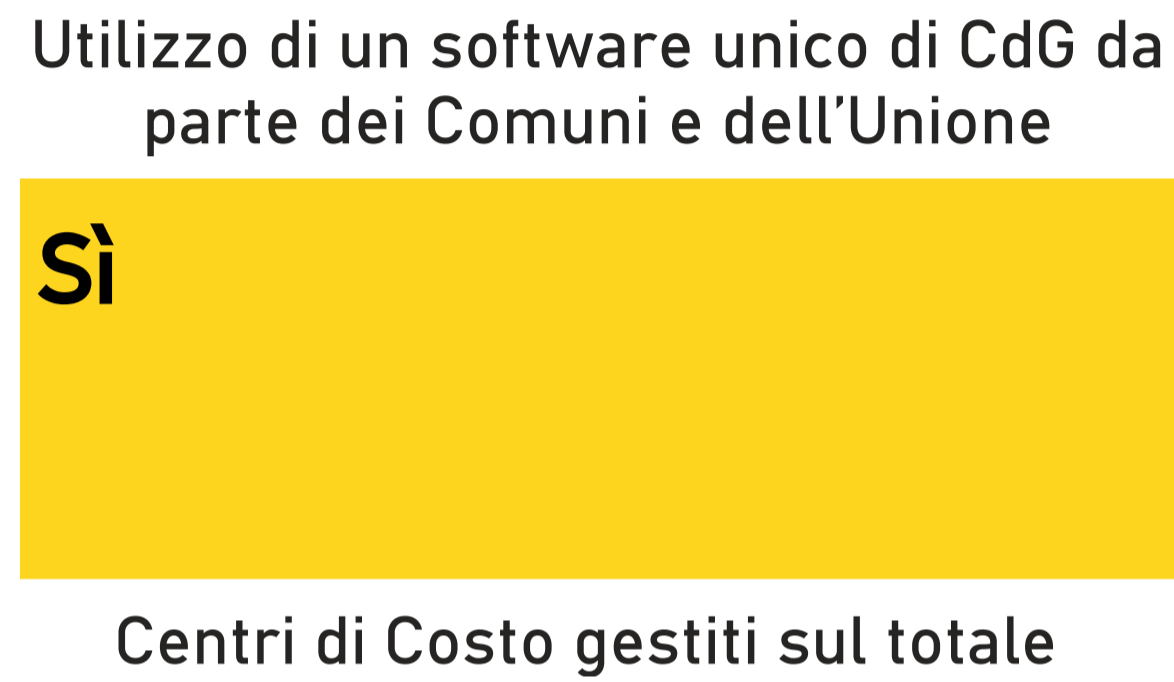 Utilizzo di un software unico di CdG da
parte dei Comuni e dell’Unione
Sì
Centri di Costo gestiti sul totale